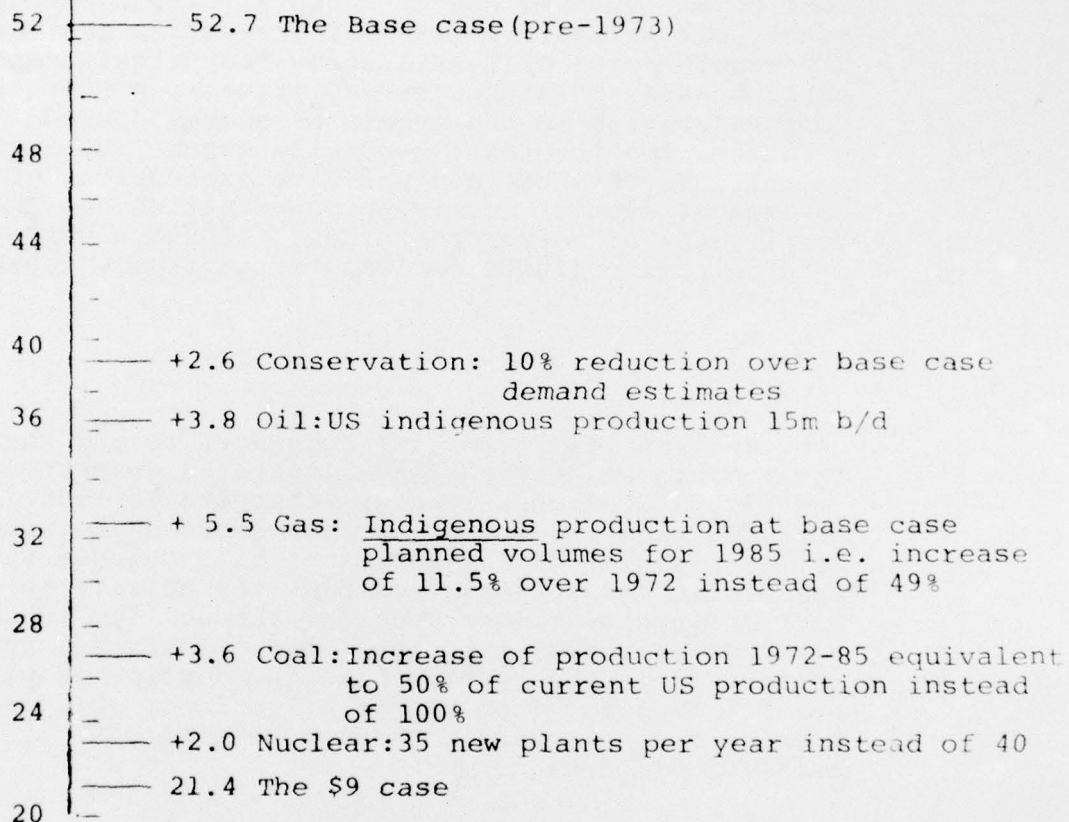 52 52.7 The Base case(pre-1973)
48
44
40
+2.6 Conservation: 10% reduction over base case
demand estimates
36 +3.8 Oil:US indigenous production 15m b/d
+ 5.5 Gas: Indigenous production at base case
32
planned volumes for 1985 i.e. increase
of 11.5% over 1972 instead of 49%
28
+3.6 Coal:Increase of production 1972-85 equivalent
to 50% of current US production instead
24 of 100%
+2.0 Nuclear:35 new plants per year instead of 40
21.4 The $9 case
20